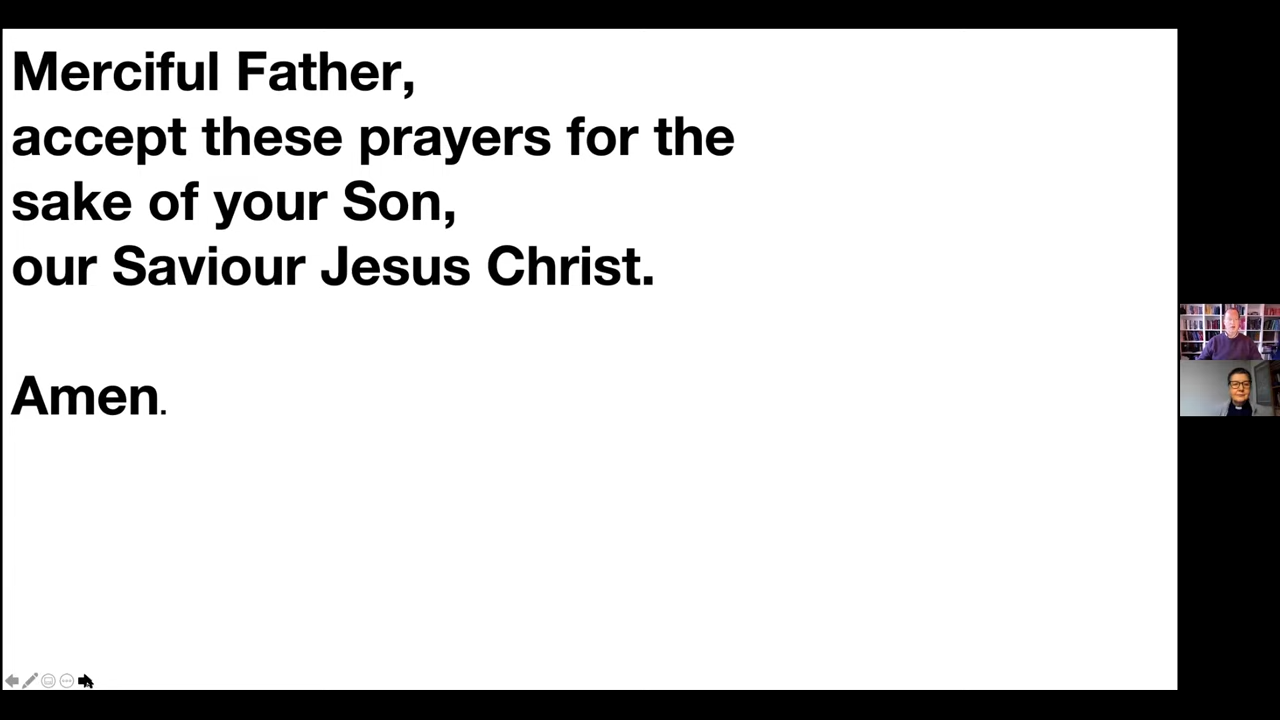 Merciful Father,
accept these prayers for the
sake of your Son,
our Saviour Jesus Christ.
Amen.